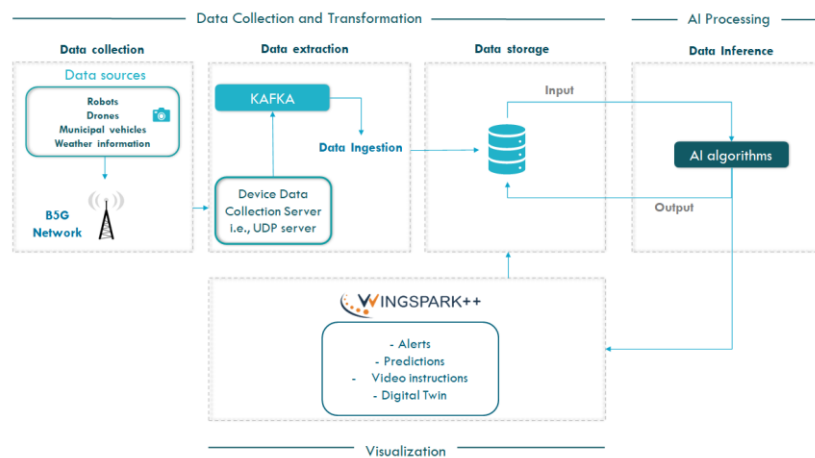 Data Collection and Transformation
AI Processing
Data collection
Data extraction
Data storage
Data Inference
Data sources
Robots
Drones
Municipal vehicles
Weather information
B5G
Network
KAFKA
Data Ingestion
Device Data
Collection Server
i.e., UDP server
Input
AI algorithms
Output
WINGSPARK++
- Alerts
- Predictions
- Video instructions
- Digital Twin
Visualization